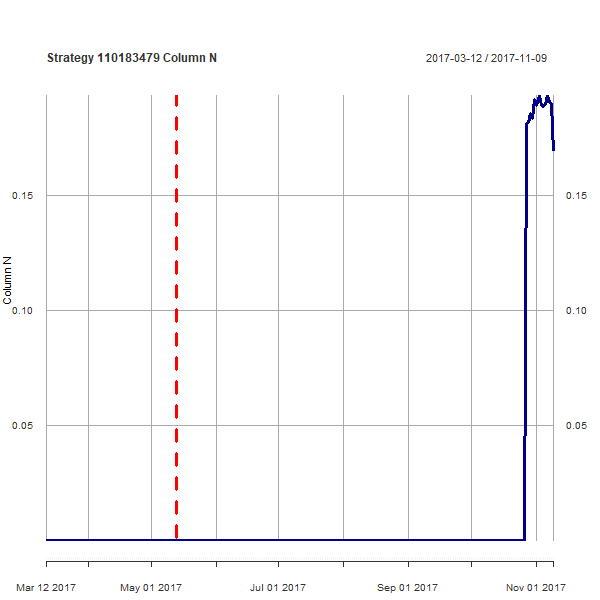 Strategy 110183479 Column N
2017-03-12 / 2017-11-09
0.15
0.15
0.10
0.10
0.05
0.05
Column N
Mar 12 2017
May 01 2017
Jul 01 2017
Sep 01 2017
Nov 01 2017